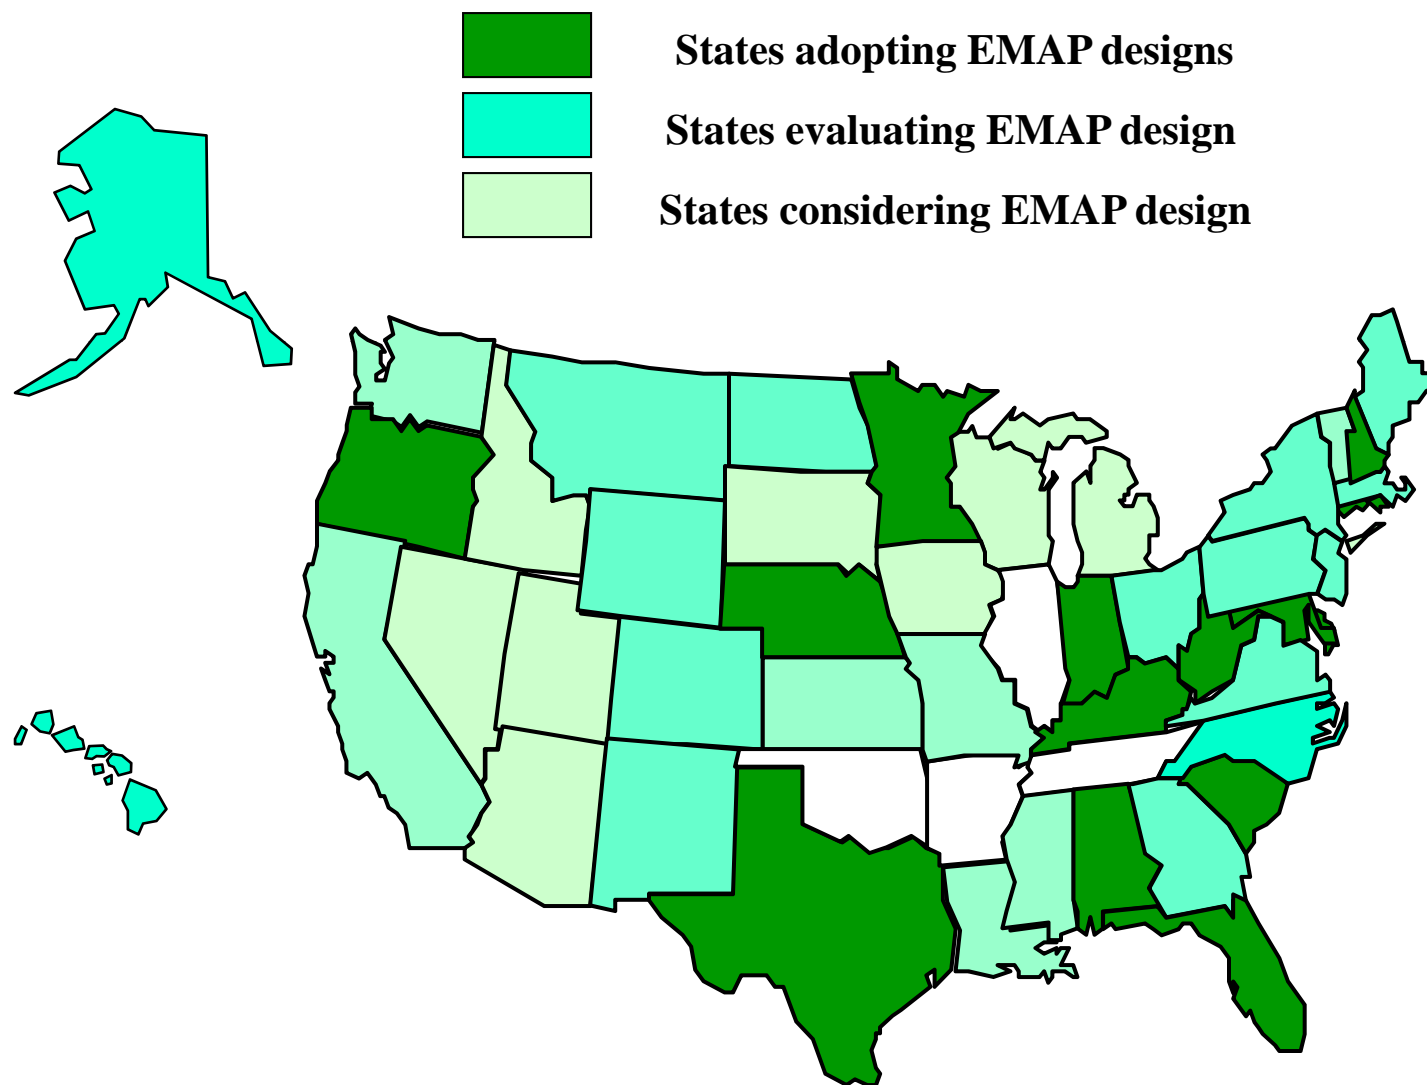 States adopting EMAP designs
States evaluating EMAP design
States considering EMAP design